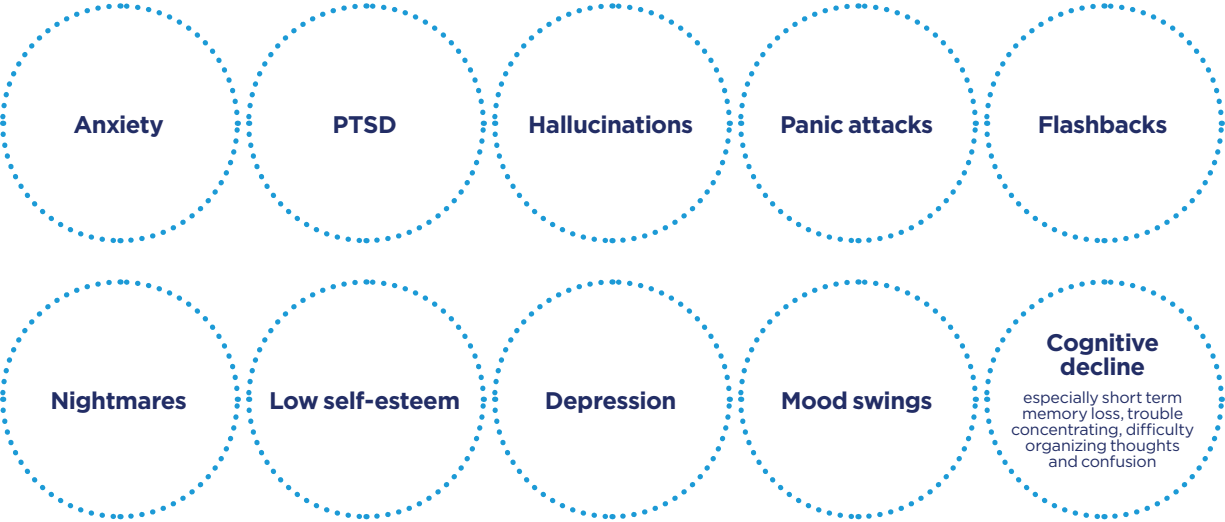 Anxiety
PTSD
Hallucinations
Panic attacks
Flashbacks
Nightmares
Low self-esteem
Depression
Mood swings
Cognitive
decline
especially short term
memory loss, trouble
concentrating, difficulty
organizing thoughts
and confusion